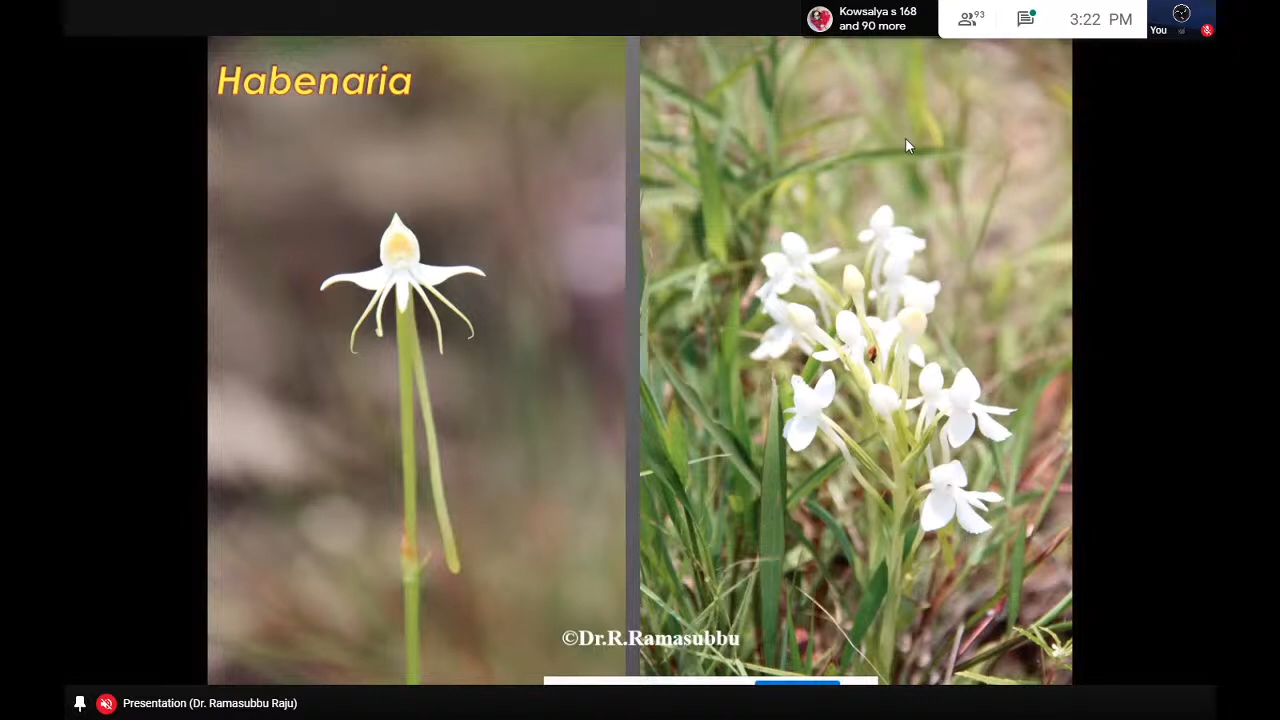 Kowsalya s 168
and 90 more
93
3:22 PM
You
Habenaria
©Dr.R.Ramasubbu
Presentation (Dr. Ramasubbu Raju)